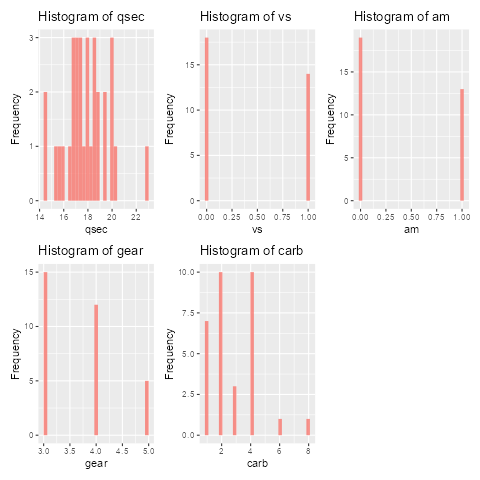 Histogram of qsec
Frequency
3
2
1
0
14 16 18 20 22
qsec
Histogram of vs
Frequency
15
10
5
0
0.00 0.25 0.50 0.75 1.00
vs
Histogram of am
Frequency
15
10
5
0
0.00 0.25 0.50 0.75 1.00
am
Histogram of gear
Frequency
15
10
5
0
3.0 3.5 4.0 4.5 5.0
gear
Histogram of carb
Frequency
10.0
7.5
5.0
2.5
0.0
2 4 6 8
carb